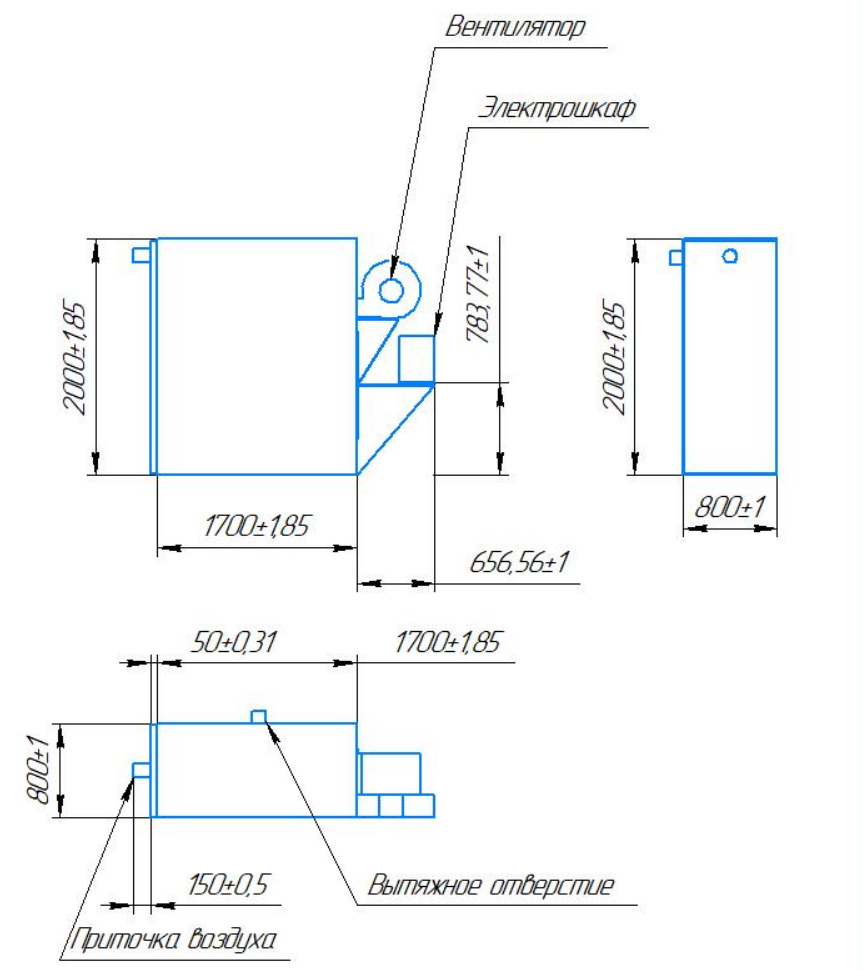 Вентилятор
Электрошкаф
783,77±1
2000±1,85
2000±1,85
800±1
1700±1,85
656,56±1
50±0,31
1700±1,85
800±1
150±0,5
Вытяжное отверстие
Приточка воздуха